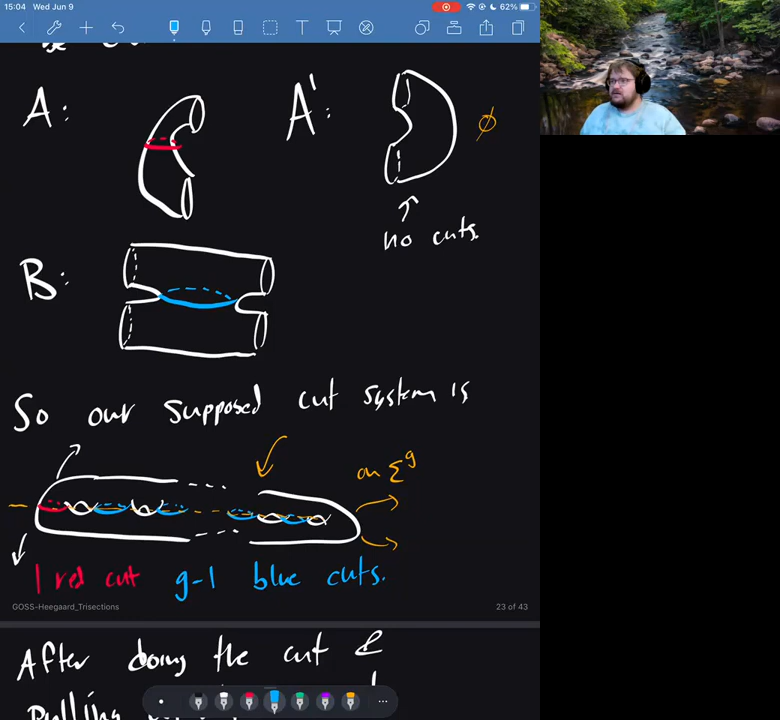 15:04 Wed Jun 9
62%
A:
A':
ϕ
no cuts.
B:
So our supposed cut system is
on Σ^g
1 red cut g-1 blue cuts.
GOSS-Heegaard_Trisections
23 of 43
After doing the cut &
pulling